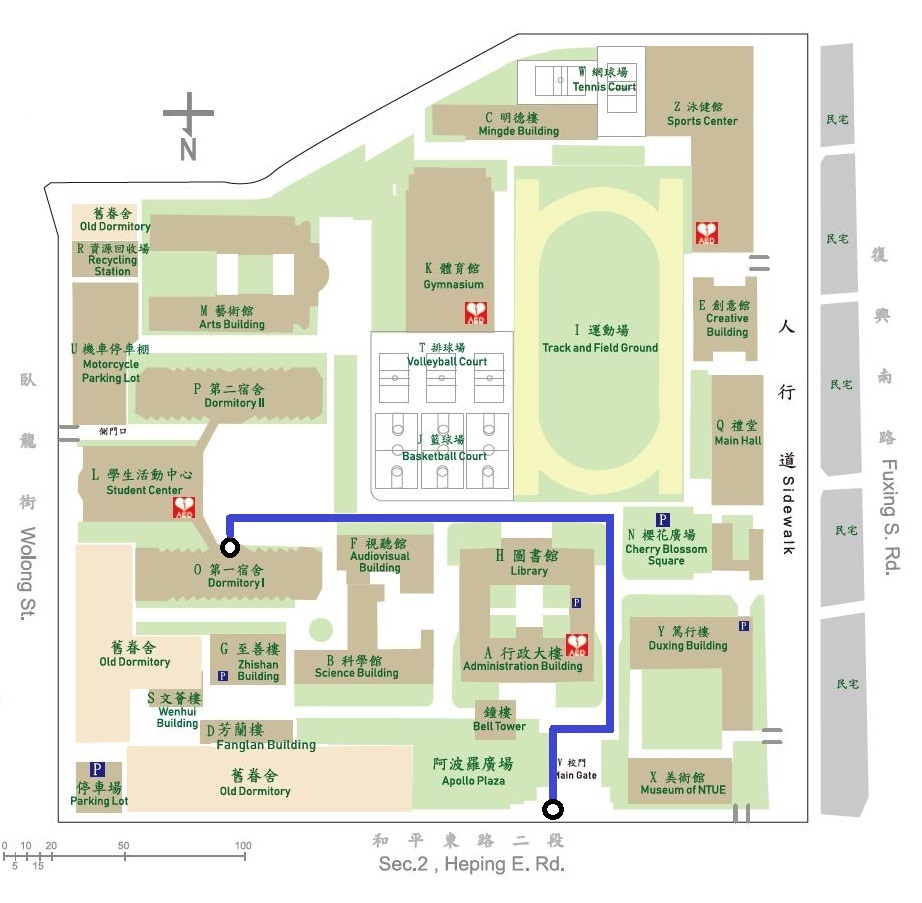 W 網球場
Tennis Court
C 明德樓
Mingde Building
Z 泳健館
Sports Center
民宅
N
舊眷舍
Old Dormitory
R 資源回收場
Recycling
Station
K 體育館
Gymnasium
AED
AED
民宅
復興南路
Fuxing S. Rd.
M 藝術館
Arts Building
E 創意館
Creative
Building
I 運動場
Track and Field Ground
人行道 Sidewalk
U 機車停車棚
Motorcycle
Parking Lot
T 排球場
Volleyball Court
P 第二宿舍
Dormitory II
臥龍街
Wolong St.
民宅
側門口
J 籃球場
Basketball Court
Q 禮堂
Main Hall
L 學生活動中心
Student Center
AED
P
N 櫻花廣場
Cherry Blossom
Square
民宅
F 視聽館
Audiovisual
Building
H 圖書館
Library
O 第一宿舍
Dormitory I
P
舊眷舍
Old Dormitory
G 至善樓
Zhishan
Building
P
B 科學館
Science Building
A 行政大樓
Administration Building
AED
Y 篤行樓
Duxing Building
P
民宅
S 文薈樓
Wenhui
Building
鐘樓
Bell Tower
D 芳蘭樓
Fanglan Building
P
停車場
Parking Lot
舊眷舍
Old Dormitory
阿波羅廣場
Apollo Plaza
V 校門
Main Gate
X 美術館
Museum of NTUE
0 10 20 50 100
5 15
和平東路二段
Sec.2 , Heping E. Rd.